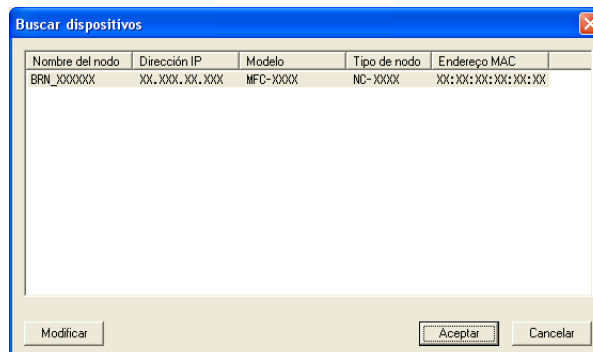 Buscar dispositivos
Nombre del nodo Dirección IP Modelo Tipo de nodo Endereço MAC
BRN_XXXXXX XX.XXX.XX.XXX MFC-XXXX NC-XXXX XX:XX:XX:XX:XX:XX
Modificar Aceptar Cancelar